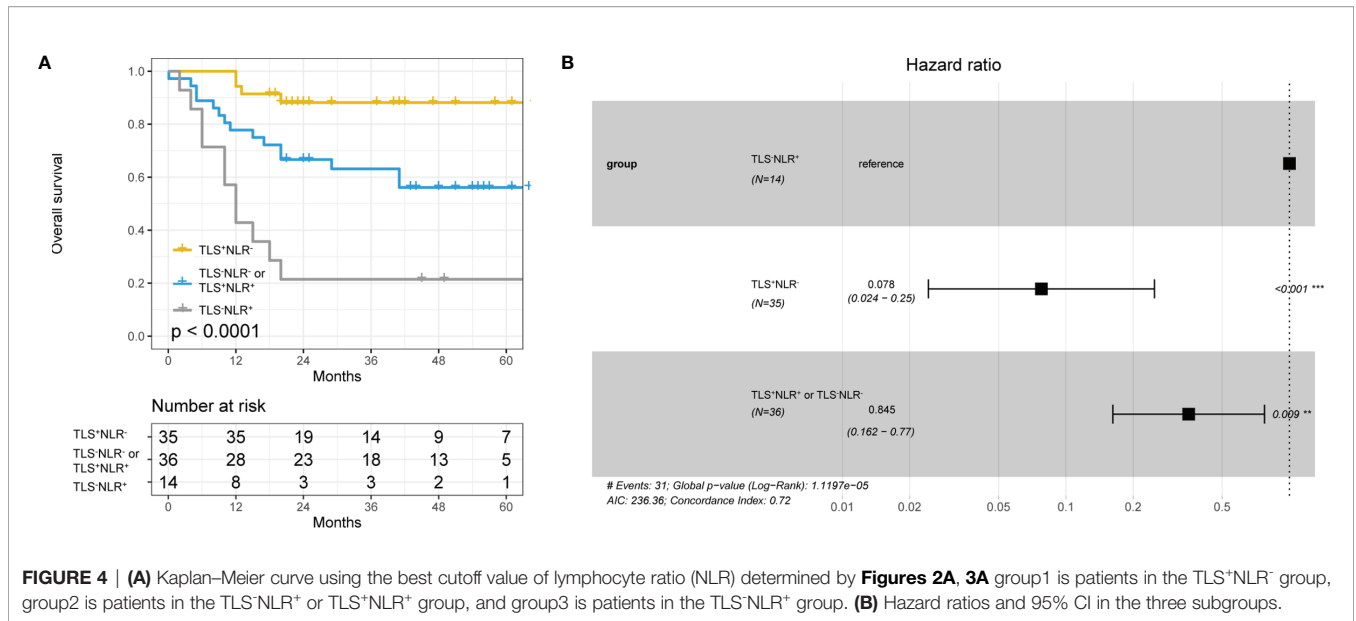 A
1.0
0.8
0.6
0.4
0.2
0.0
Overall survival
TLS⁺NLR⁻
TLS⁻NLR⁻ or
TLS⁺NLR⁺
TLS⁻NLR⁺
p < 0.0001
0 12 24 36 48 60
Months
Number at risk
TLS⁺NLR⁻ 35 35 19 14 9 7
TLS⁻NLR⁻ or
TLS⁺NLR⁺ 36 28 23 18 13 5
TLS⁻NLR⁺ 14 8 3 3 2 1
0 12 24 36 48 60
Months
B
Hazard ratio
group TLS⁻NLR⁺ reference
(N=14)
TLS⁺NLR⁻ 0.078
(N=35) (0.024 – 0.25) <0.001 ***
TLS⁺NLR⁺ or TLS⁻NLR⁻
(N=36) 0.845 0.009 **
(0.162 – 0.77)
# Events: 31; Global p-value (Log-Rank): 1.1197e-05
AIC: 236.36; Concordance Index: 0.72
0.01 0.02 0.05 0.1 0.2 0.5
FIGURE 4 | (A) Kaplan–Meier curve using the best cutoff value of lymphocyte ratio (NLR) determined by Figures 2A, 3A group1 is patients in the TLS⁺NLR⁻ group,
group2 is patients in the TLS⁻NLR⁺ or TLS⁺NLR⁺ group, and group3 is patients in the TLS⁻NLR⁺ group. (B) Hazard ratios and 95% CI in the three subgroups.